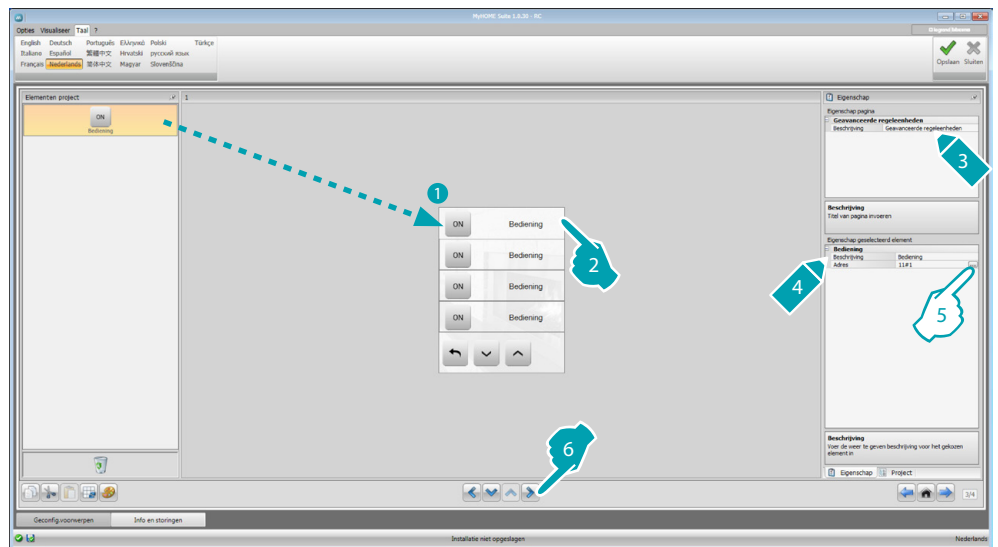 MyHOME Suite 1.0.30 - RC
Opties Visualiseer Taal ?
legrand bticino
English Deutsch Português Ελληνικά Polski Türkçe
Italiano Español 繁體中文 Hrvatski русский язык
Français Nederlands 简体中文 Magyar Slovenščina
Opslaan Sluiten
Elementen project
1
Eigenschap
ON
Bediening
Eigenschap pagina
Geavanceerde regeleenheden
Beschrijving Geavanceerde regeleenheden
3
1
ON Bediening
2
ON Bediening
ON Bediening
ON Bediening
Beschrijving
Titel van pagina invoeren
Eigenschap geselecteerd element
Bediening
Beschrijving Bediening
Adres 11#1
...
4
5
6
Beschrijving
Voer de weer te geven beschrijving voor het gekozen
element in
Eigenschap Project
3/4
Geconfig.voorwerpen Info en storingen
Installatie niet opgeslagen
Nederlands